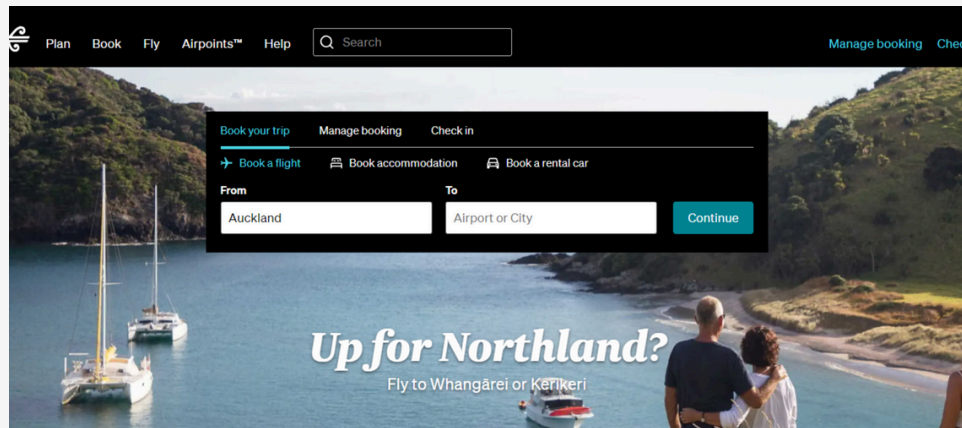 Plan Book Fly Airpoints™ Help Search Manage booking
Book your trip Manage booking Check in
Book a flight Book accommodation Book a rental car
From To
Auckland Airport or City Continue
Up for Northland?
Fly to Whangārei or Kerikeri